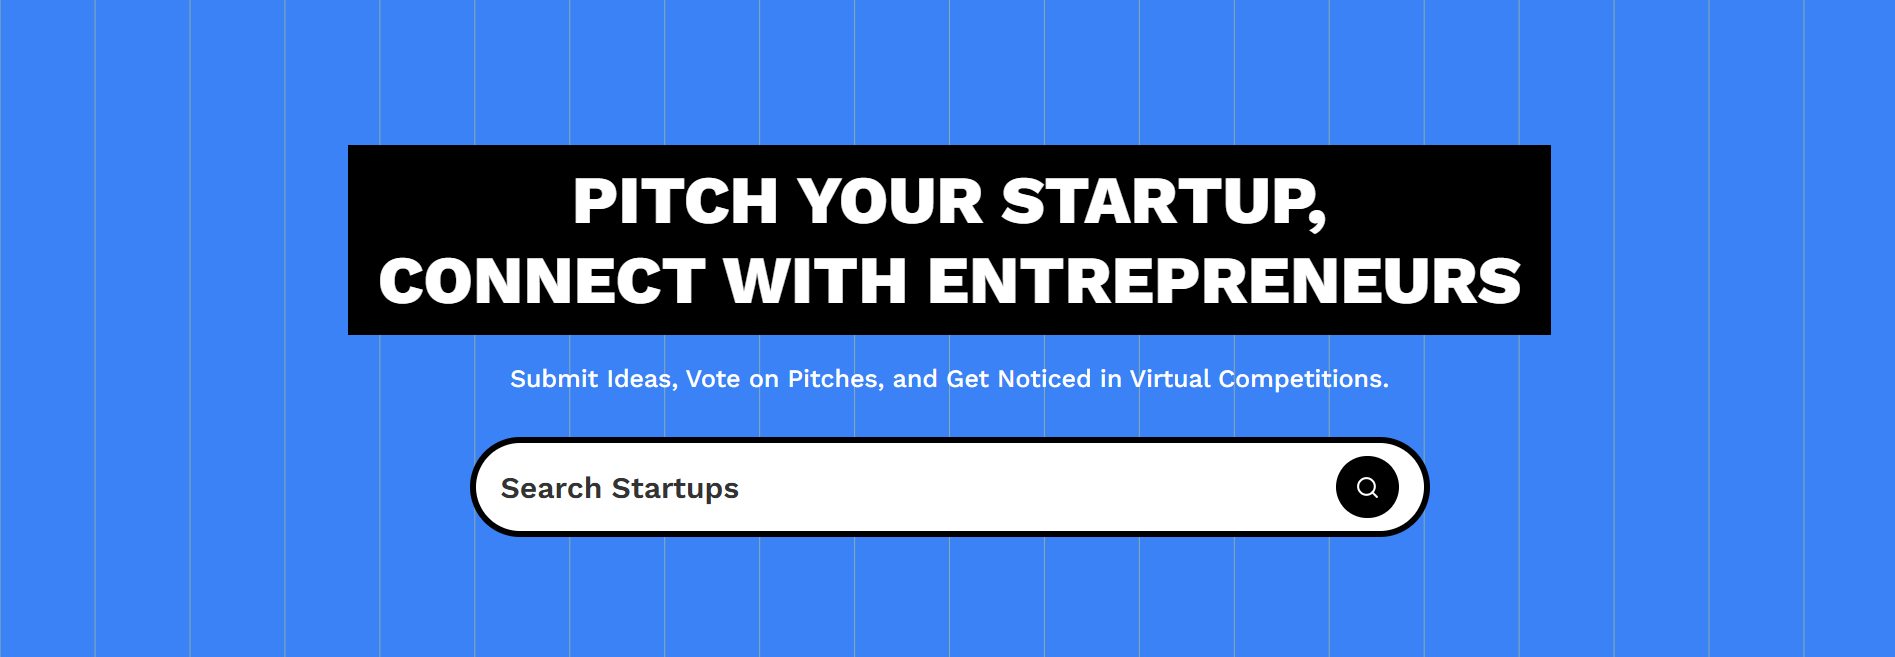 PITCH YOUR STARTUP,
CONNECT WITH ENTREPRENEURS
Submit Ideas, Vote on Pitches, and Get Noticed in Virtual Competitions.
Search Startups